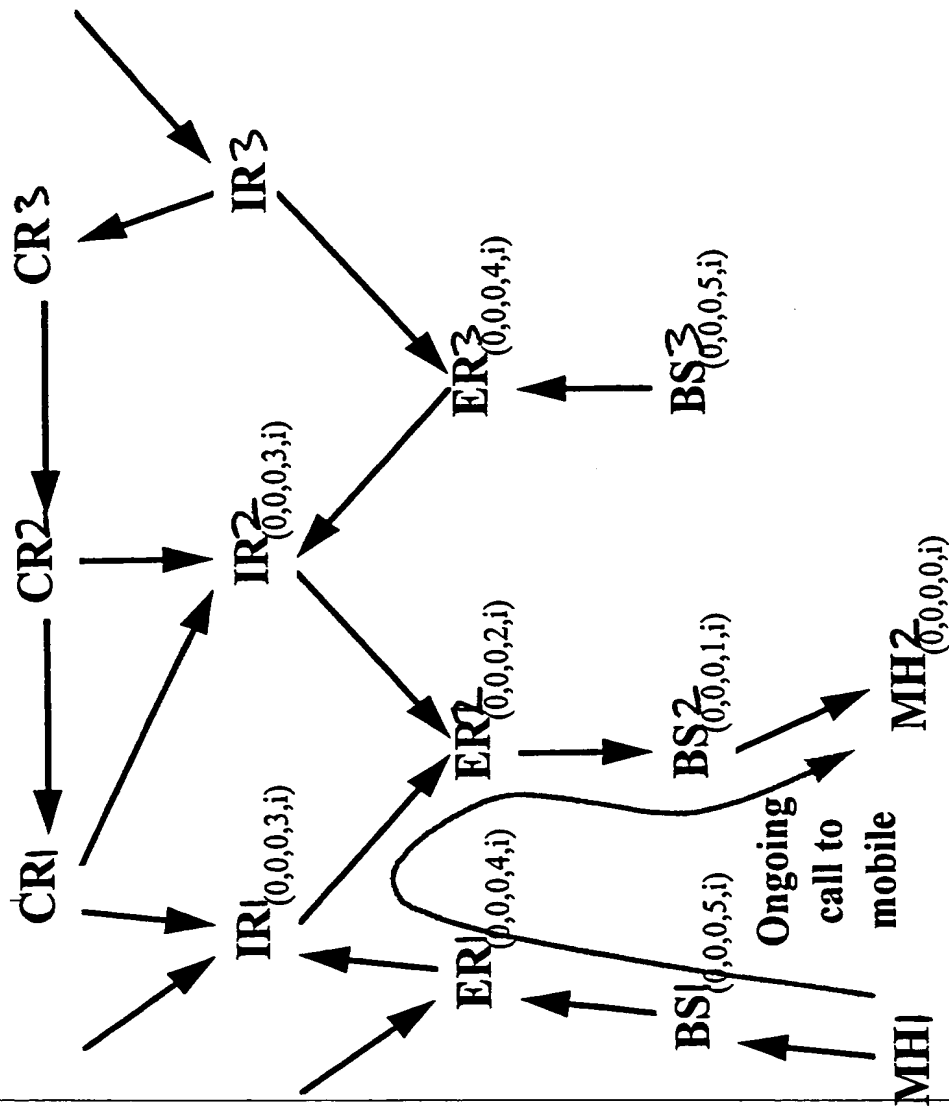 CR1 CR2 CR3
IR1(0,0,0,3,i) IR2(0,0,0,3,i) IR3
ER1(0,0,0,4,i) ER2(0,0,0,2,i) ER3(0,0,0,4,i)
BS1(0,0,0,5,i) BS2(0,0,0,1,i) BS3(0,0,0,5,i)
Ongoing
call to
mobile
MH1 MH2(0,0,0,0,i)